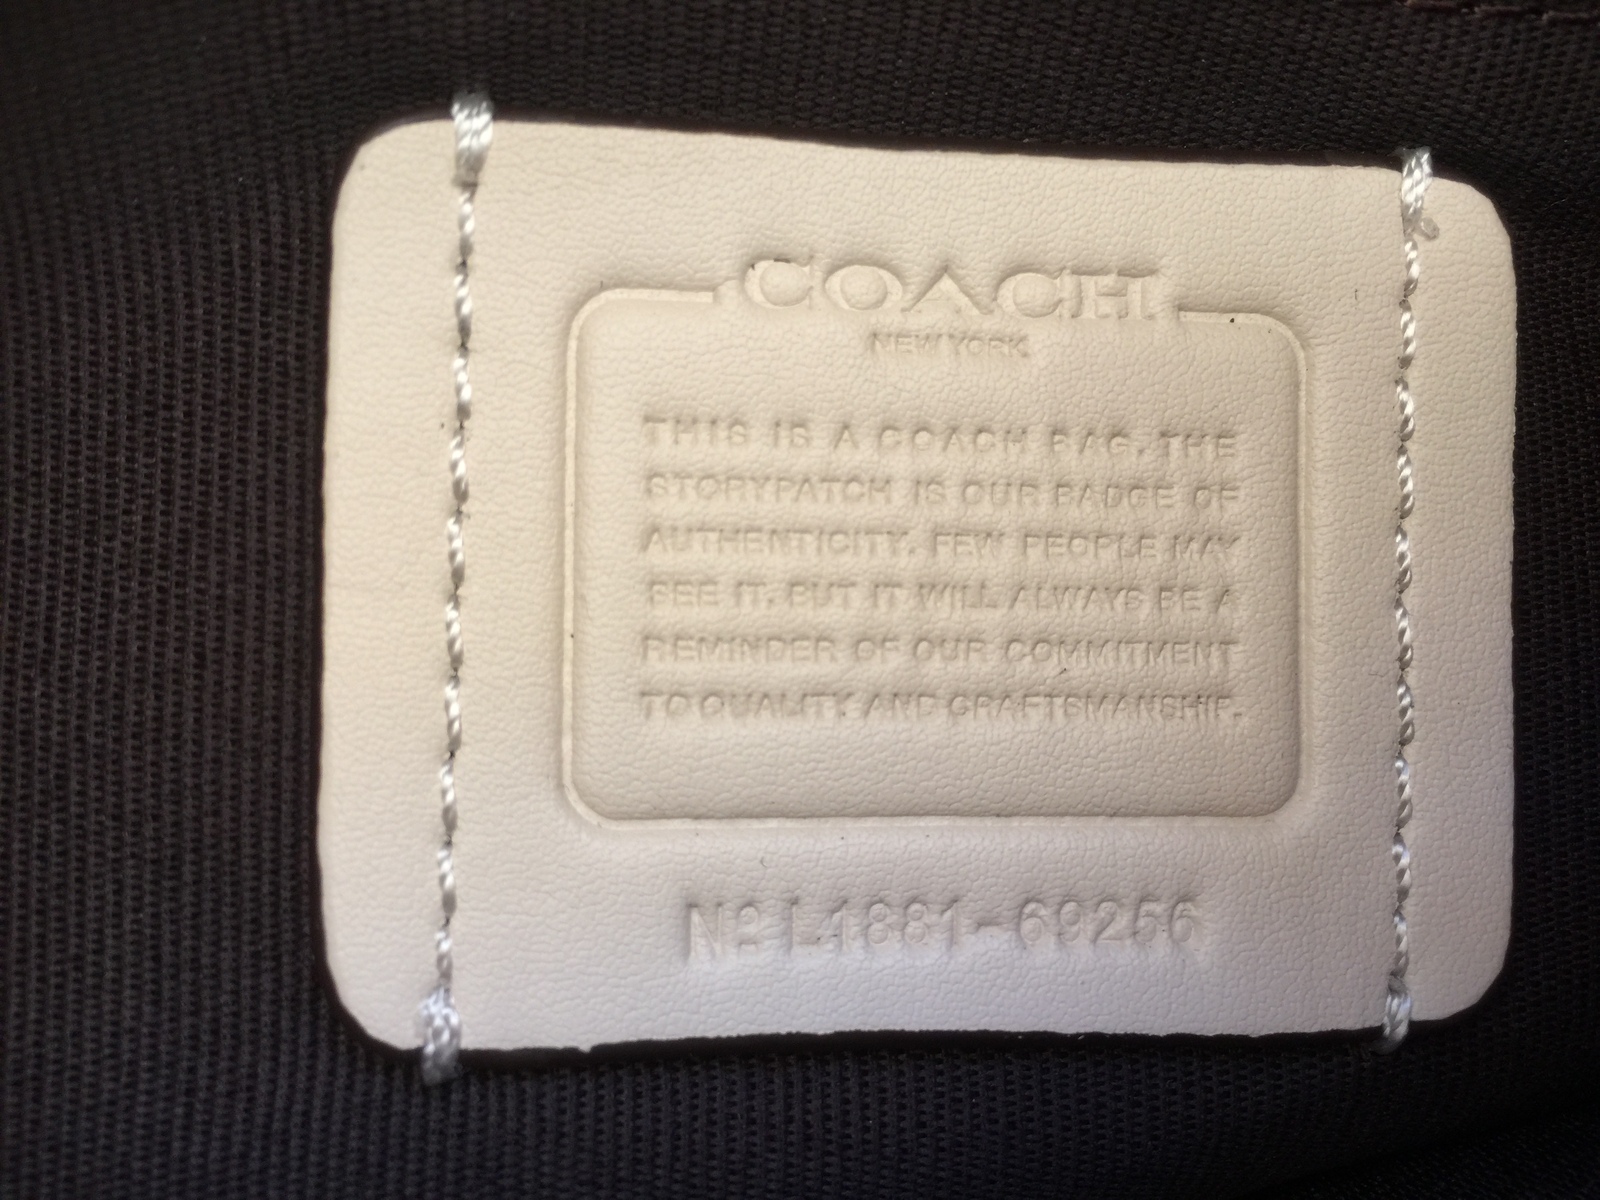 COACH
NEW YORK
THIS IS A COACH BAG. THE
STORYPATCH IS OUR BADGE OF
AUTHENTICITY. FEW PEOPLE MAY
SEE IT. BUT IT WILL ALWAYS BE A
REMINDER OF OUR COMMITMENT
TO QUALITY AND CRAFTSMANSHIP.
Nº L1881-69256